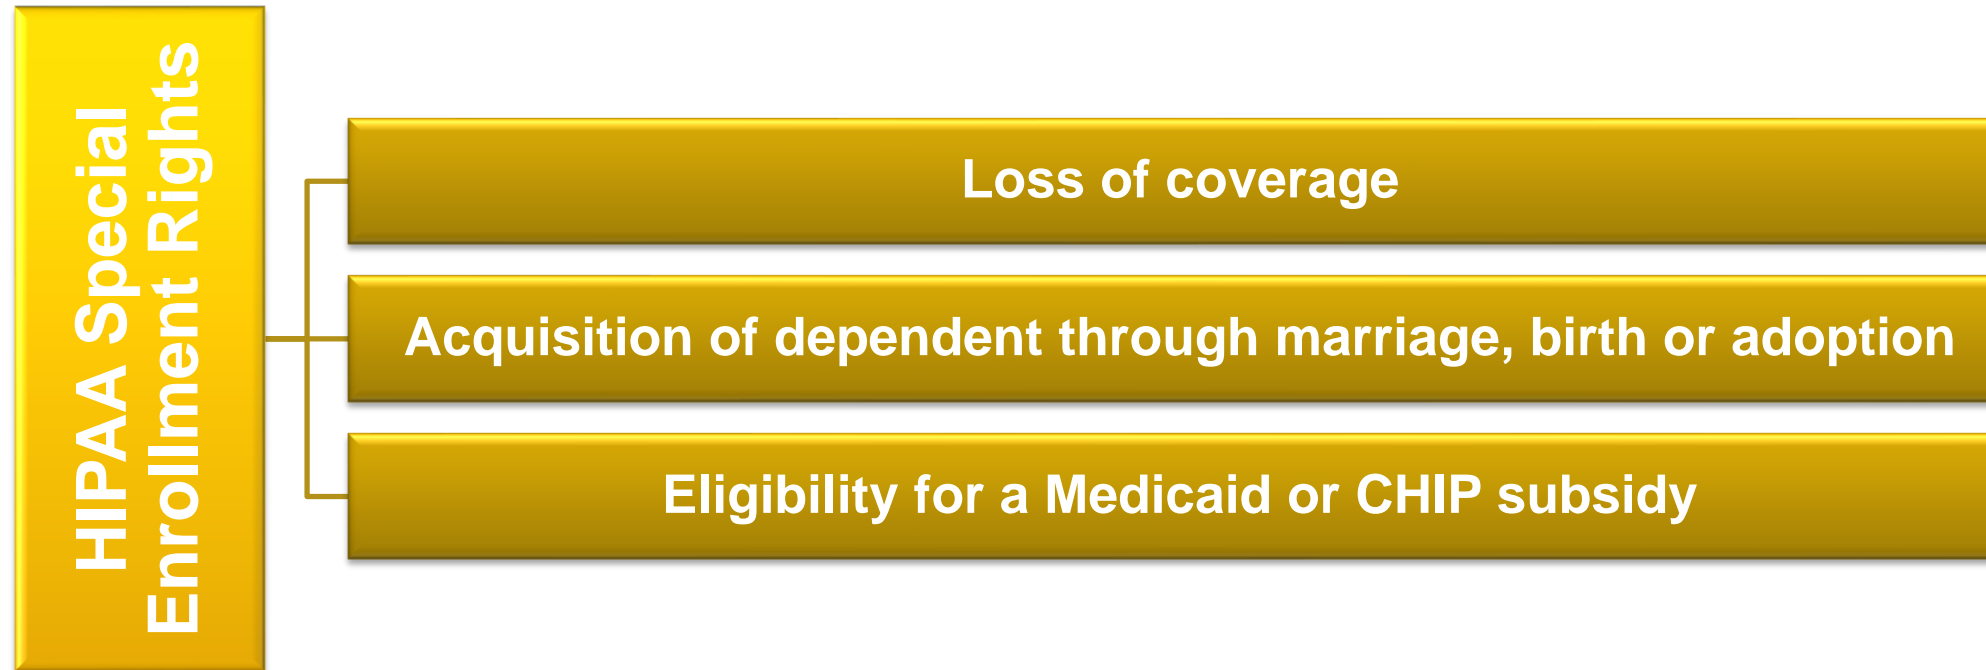 HIPAA Special
Enrollment Rights
Loss of coverage
Acquisition of dependent through marriage, birth or adoption
Eligibility for a Medicaid or CHIP subsidy